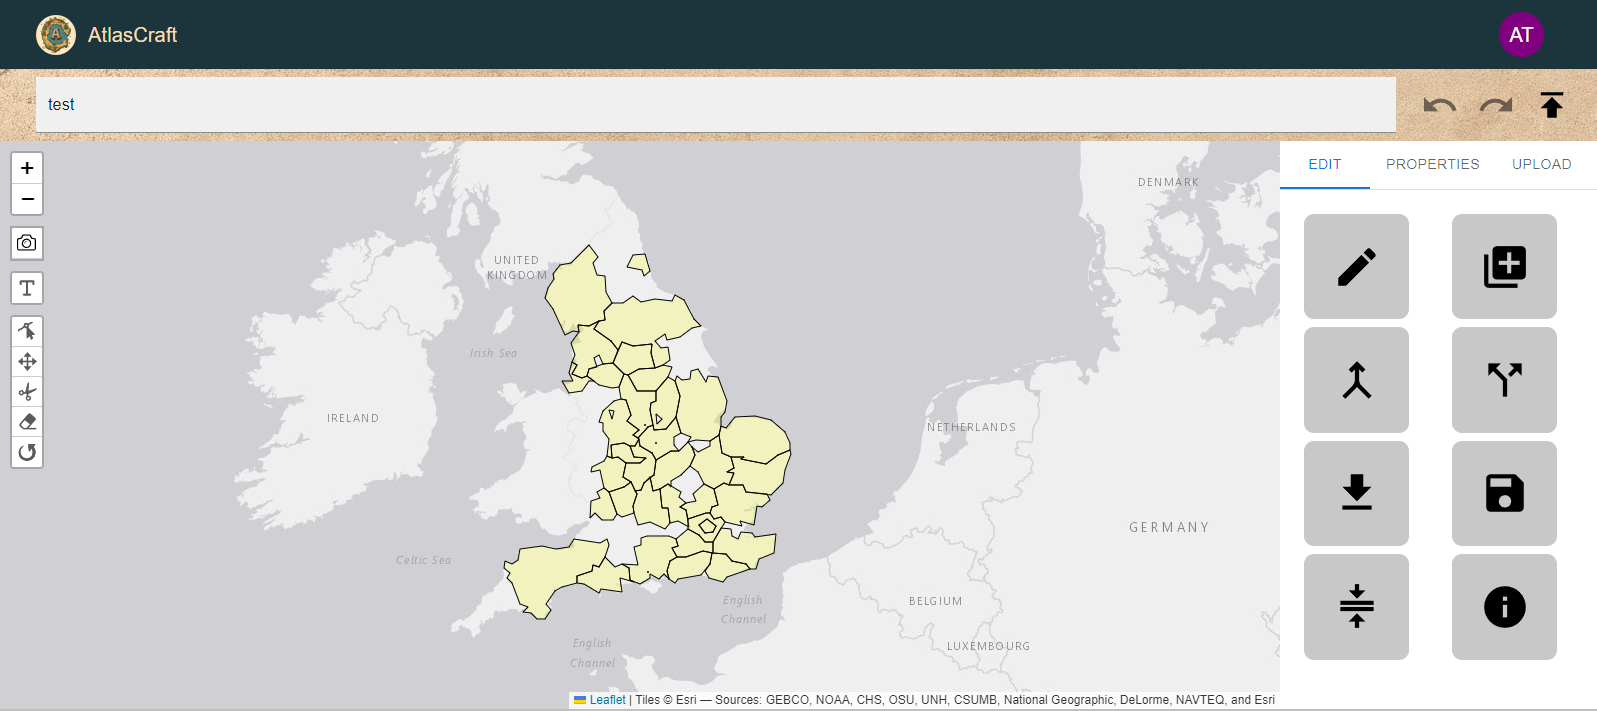 A
AtlasCraft
AT
test
+
−
T
EDIT
PROPERTIES
UPLOAD
DENMARK
UNITED
KINGDOM
Irish Sea
IRELAND
NETHERLANDS
GERMANY
Celtic Sea
English
Channel
BELGIUM
English
Channel
LUXEMBOURG
Leaflet | Tiles © Esri — Sources: GEBCO, NOAA, CHS, OSU, UNH, CSUMB, National Geographic, DeLorme, NAVTEQ, and Esri